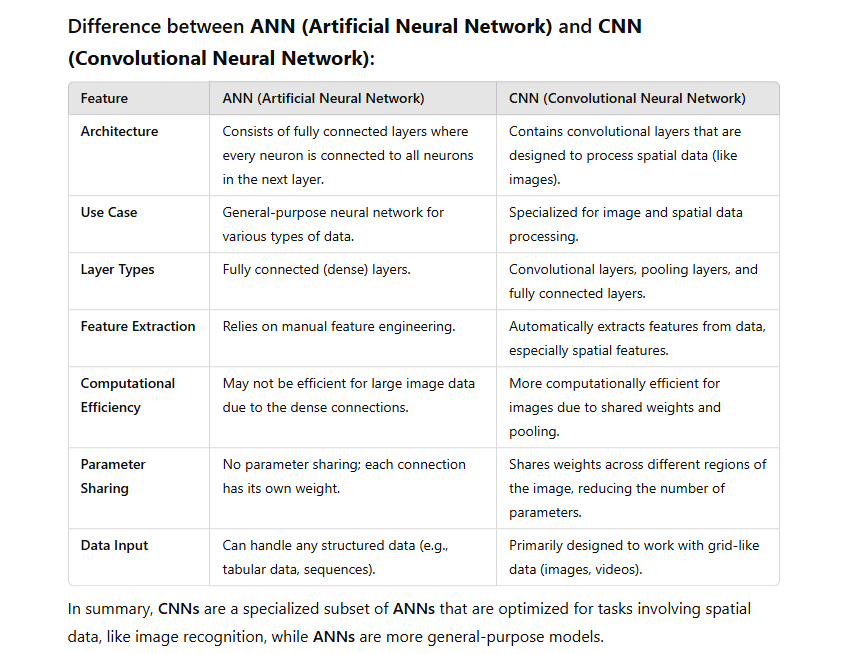 Difference between ANN (Artificial Neural Network) and CNN
(Convolutional Neural Network):
Feature ANN (Artificial Neural Network) CNN (Convolutional Neural Network)
Architecture Consists of fully connected layers where Contains convolutional layers that are
every neuron is connected to all neurons designed to process spatial data (like
in the next layer. images).
Use Case General-purpose neural network for Specialized for image and spatial data
various types of data. processing.
Layer Types Fully connected (dense) layers. Convolutional layers, pooling layers, and
fully connected layers.
Feature Extraction Relies on manual feature engineering. Automatically extracts features from data,
especially spatial features.
Computational May not be efficient for large image data More computationally efficient for
Efficiency due to the dense connections. images due to shared weights and
pooling.
Parameter No parameter sharing; each connection Shares weights across different regions of
Sharing has its own weight. the image, reducing the number of
parameters.
Data Input Can handle any structured data (e.g., Primarily designed to work with grid-like
tabular data, sequences). data (images, videos).
In summary, CNNs are a specialized subset of ANNs that are optimized for tasks involving spatial
data, like image recognition, while ANNs are more general-purpose models.